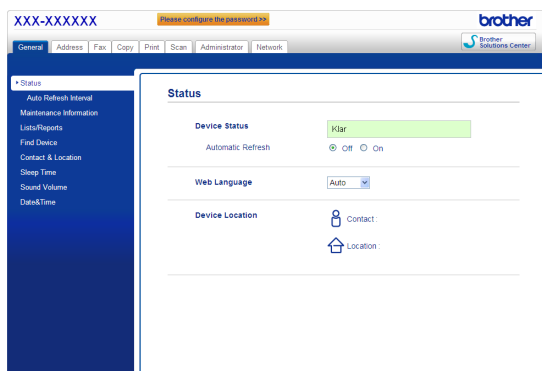 XXX-XXXXXX Please configure the password >> brother
General Address Fax Copy Print Scan Administrator Network Brother Solutions Center
Status
Auto Refresh Interval
Maintenance Information
Lists/Reports
Find Device
Contact & Location
Sleep Time
Sound Volume
Date&Time
Status
Device Status Klar
Automatic Refresh Off On
Web Language Auto
Device Location Contact :
Location :